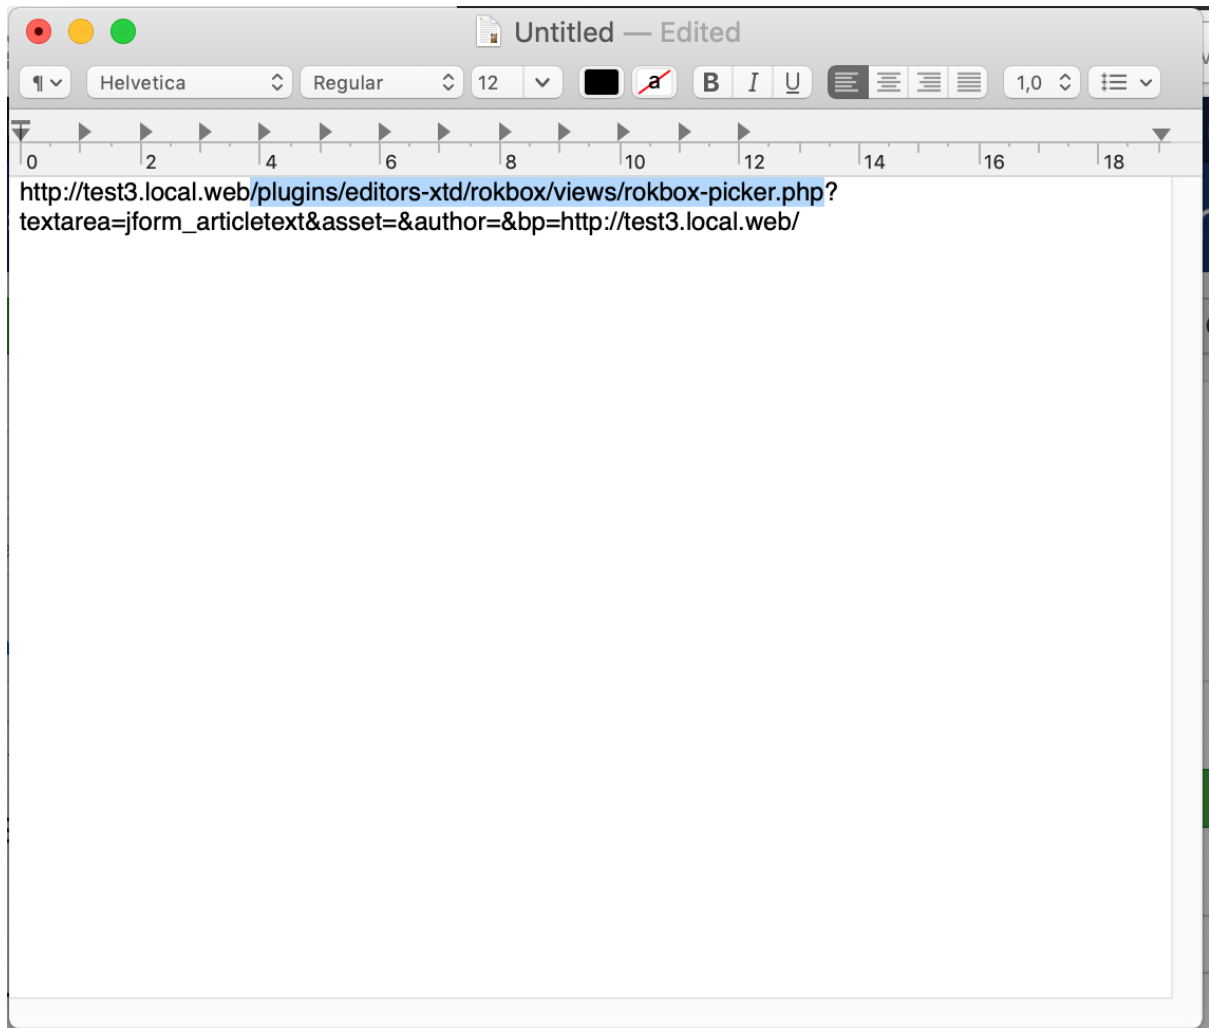 Untitled — Edited
¶ Helvetica Regular 12 a B I U 1,0
0 2 4 6 8 10 12 14 16 18
http://test3.local.web/plugins/editors-xtd/rokbox/views/rokbox-picker.php?
textarea=jform_articletext&asset=&author=&bp=http://test3.local.web/